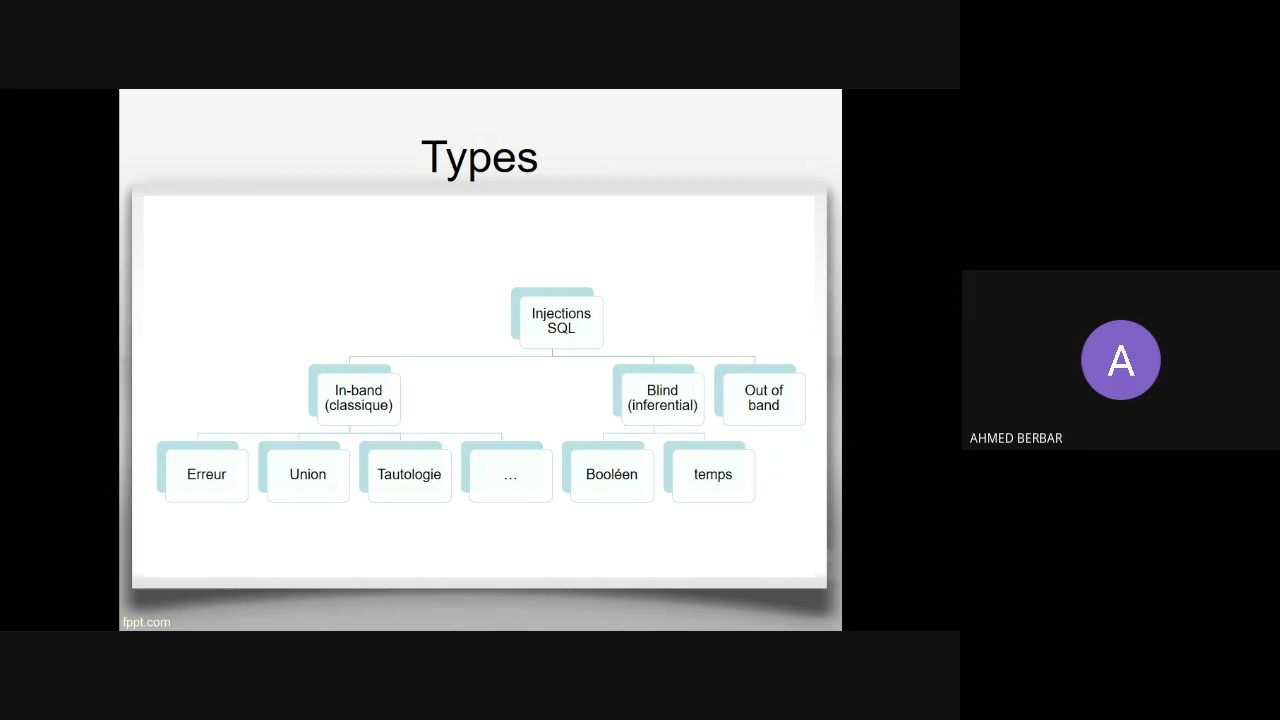 Types
Injections
SQL
In-band
(classique)
Blind
(inferential)
Out of
band
Erreur
Union
Tautologie
...
Booléen
temps
fppt.com
A
AHMED BERBAR